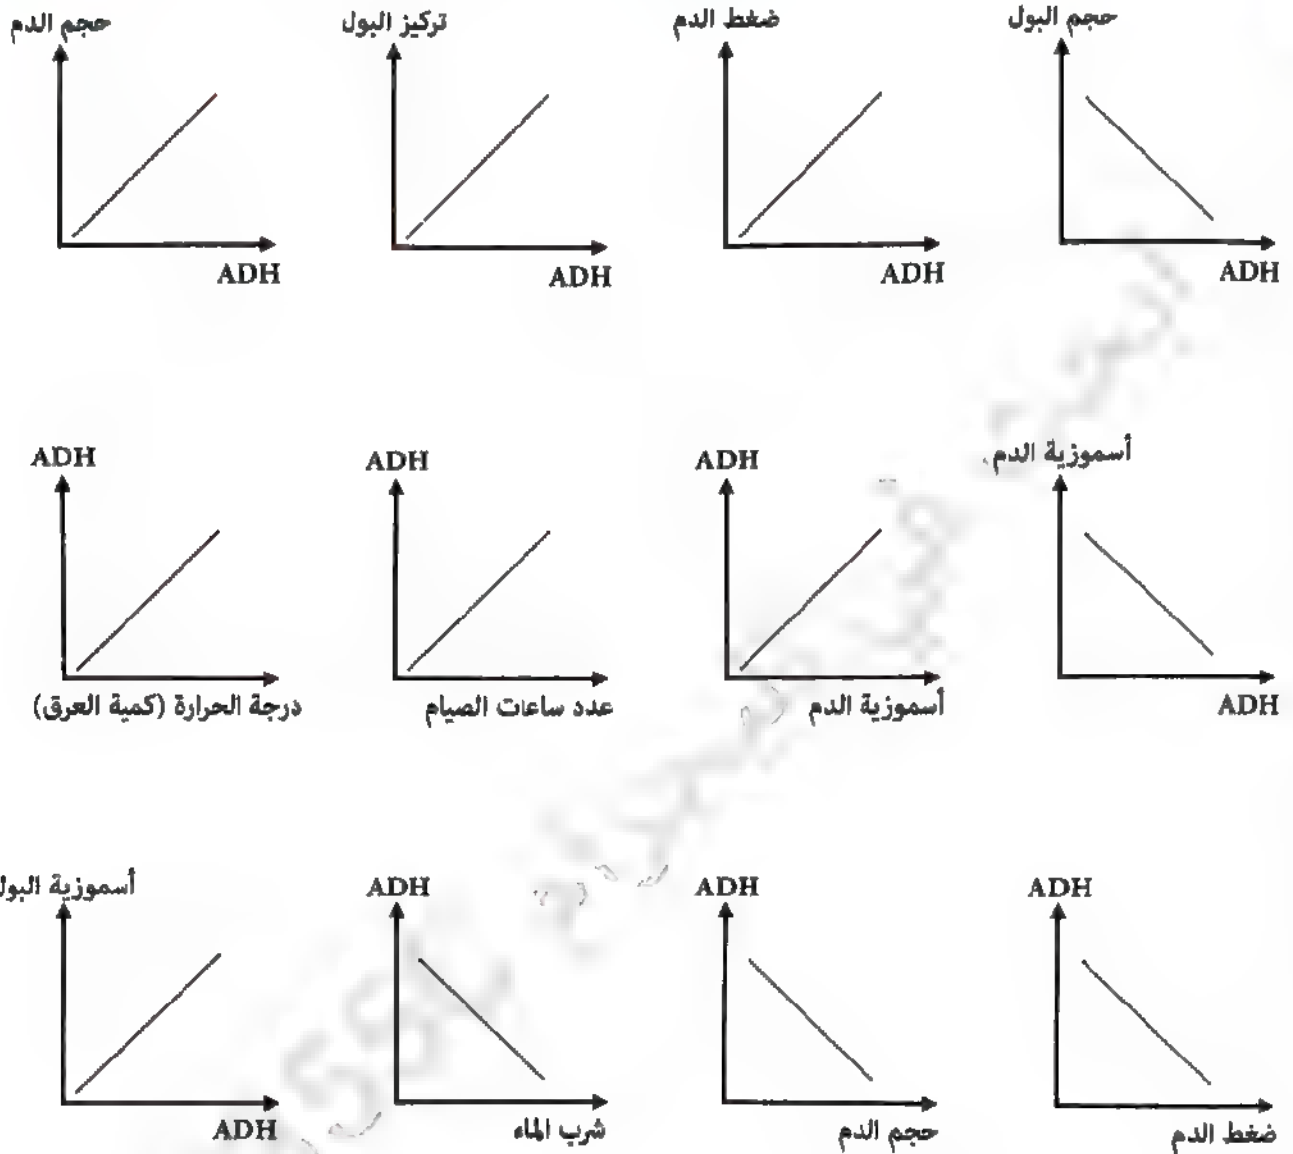 حجم البول
ضغط الدم
تركيز البول
حجم الدم
ADH
ADH
ADH
ADH
أسموزية الدم
ADH
ADH
ADH
ADH
أسموزية الدم
عدد ساعات الصيام
درجة الحرارة (كمية العرق)
ADH
ADH
ADH
أسموزية البول
ضغط الدم
حجم الدم
شرب الماء
ADH